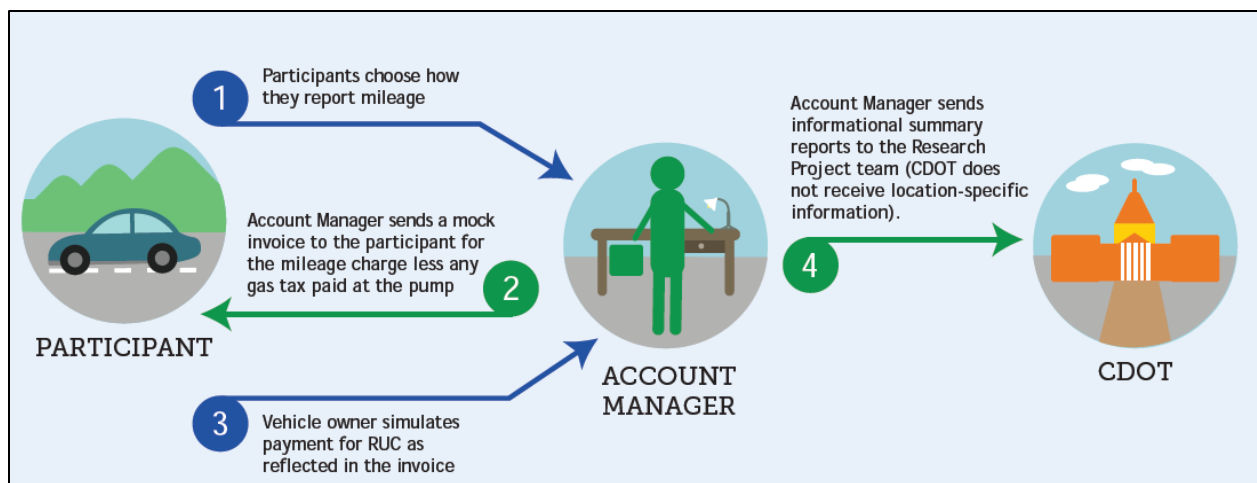 1
Participants choose how
they report mileage
Account Manager sends a mock
invoice to the participant for
the mileage charge less any
gas tax paid at the pump
2
3
Vehicle owner simulates
payment for RUC as
reflected in the invoice
PARTICIPANT
ACCOUNT
MANAGER
Account Manager sends
informational summary
reports to the Research
Project team (CDOT does
not receive location-specific
information).
4
CDOT